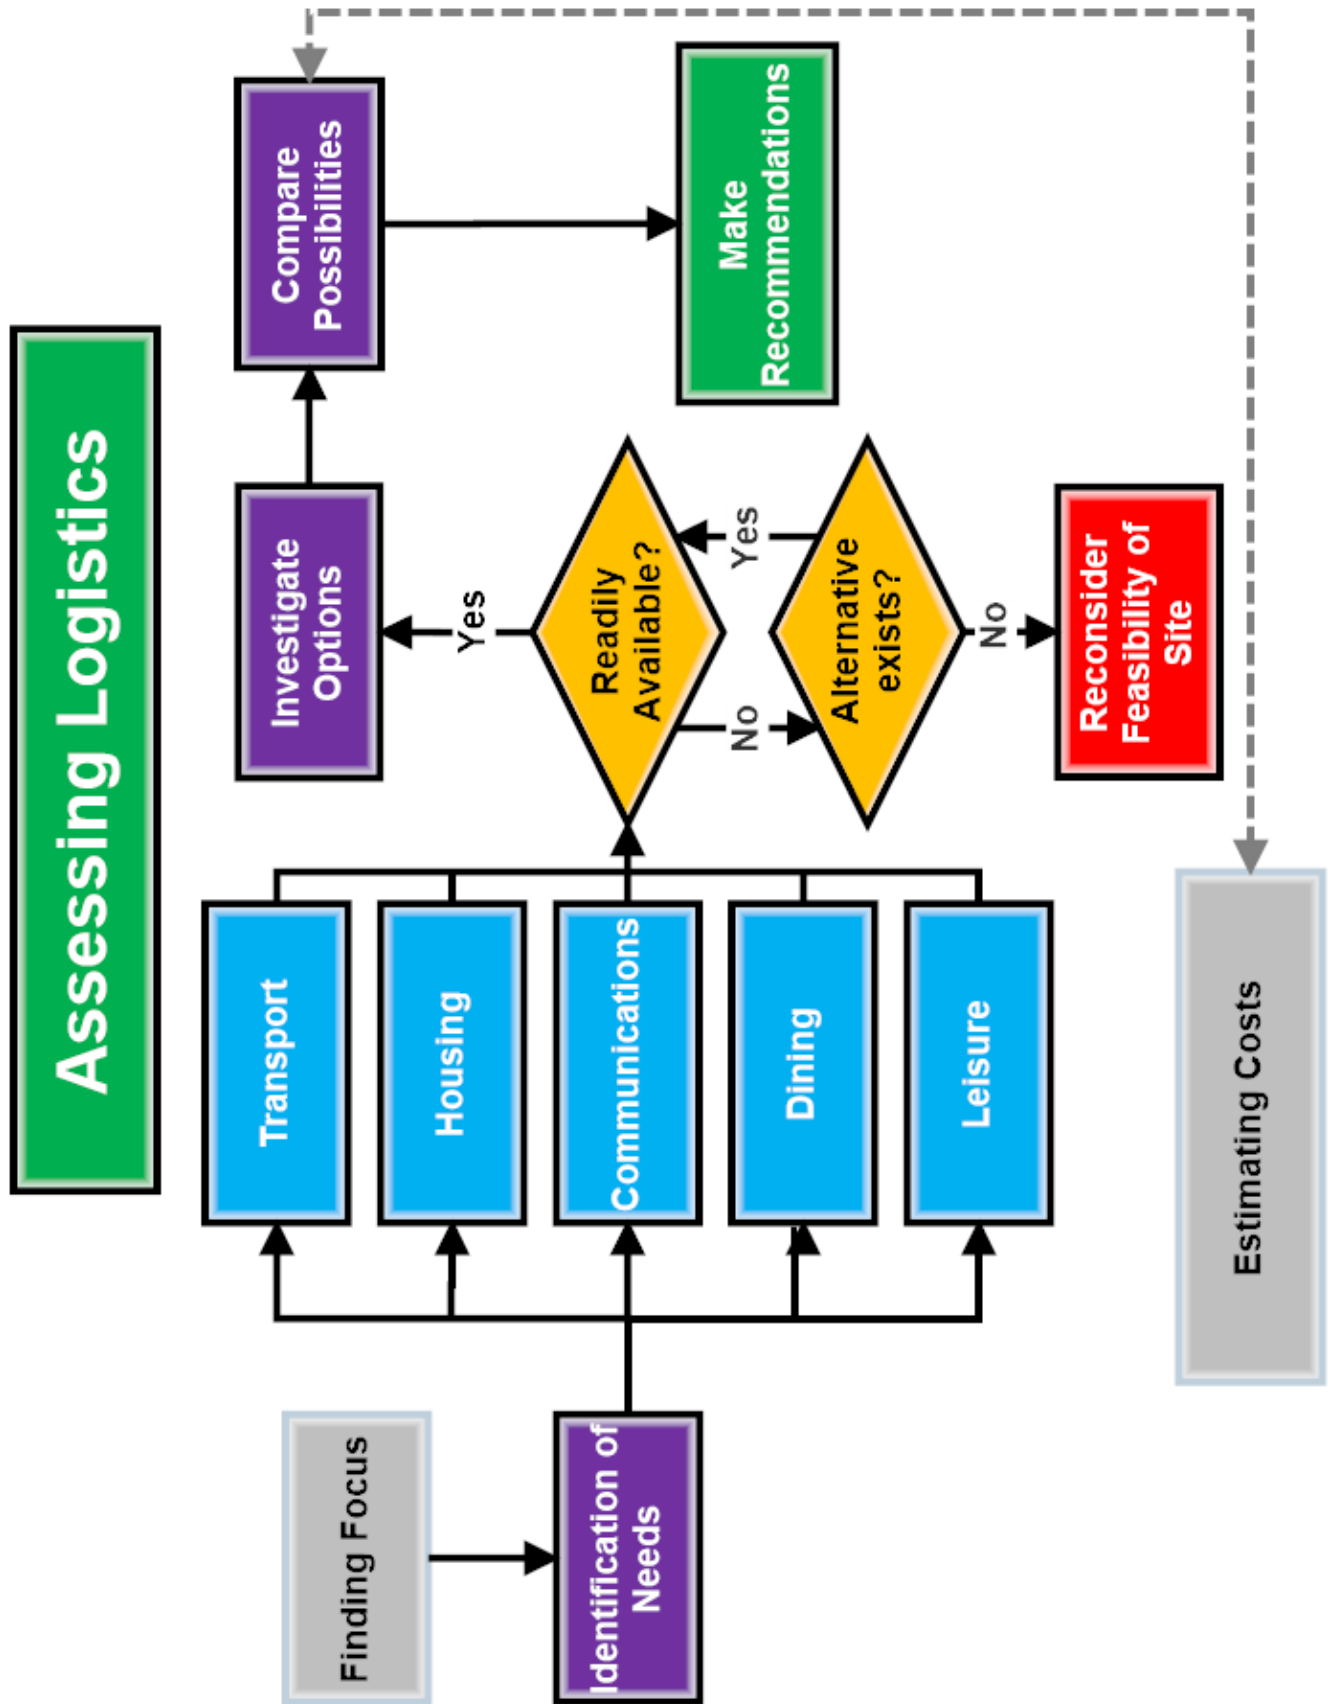 Assessing Logistics
Finding Focus
Identification of
Needs
Transport
Housing
Communications
Dining
Leisure
Readily
Available?
Yes
No
Yes
Alternative
exists?
No
Investigate
Options
Compare
Possibilities
Make
Recommendations
Reconsider
Feasibility of
Site
Estimating Costs